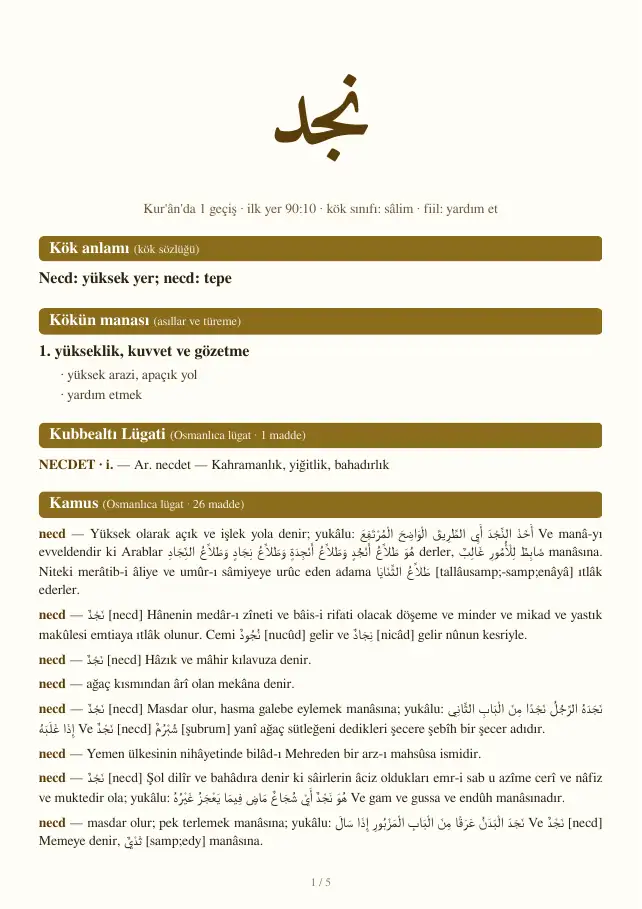 نجد
Kur'ân'da 1 geçiş · ilk yer 90:10 · kök sınıfı: sâlim · fiil: yardım et
Kök anlamı (kök sözlüğü)
Necd: yüksek yer; necd: tepe
Kökün manası (asıllar ve türeme)
1. yükseklik, kuvvet ve gözetme
· yüksek arazi, apaçık yol
· yardım etmek
Kubbealtı Lügati (Osmanlıca lügat · 1 madde)
NECDET · i. — Ar. necdet — Kahramanlık, yiğitlik, bahadırlık
Kamus (Osmanlıca lügat · 26 madde)
necd — Yüksek olarak açık ve işlek yola denir; yukâlu: أَخَذَ النَّجْدَ أَيِ الطَّرِيقَ الْوَاضِحَ الْمُرْتَفِعَ Ve manâ-yı
evveldendir ki Arablar هُوَ طَلاَّعُ أَنْجُدٍ وَطَلاَّعُ أَنْجِدَةٍ وَطَلاَّعُ نِجَادٍ وَطَلاَّعُ النِّجَادِ derler, ضَابِطٌ لِلْأُمُورِ غَالِبٌ manâsına.
Niteki merâtib-i âliye ve umûr-ı sâmiyeye urûc eden adama طَلاَّعُ الثَّنَايَا [tallâusamp;-samp;enâyâ] ıtlâk
ederler.
necd — نَجْدٌ [necd] Hânenin medâr-ı zîneti ve bâis-i rifati olacak döşeme ve minder ve mikad ve yastık
makûlesi emtiaya ıtlâk olunur. Cemi نُجُودٌ [nucûd] gelir ve نِجَادٌ [nicâd] gelir nûnun kesriyle.
necd — نَجْدٌ [necd] Hâzık ve mâhir kılavuza denir.
necd — ağaç kısmından ârî olan mekâna denir.
necd — نَجْدٌ [necd] Masdar olur, hasma galebe eylemek manâsına; yukâlu: نَجَدَهُ الرَّجُلُ نَجْدًا مِنَ الْبَابِ الثَّانِي
إِذَا غَلَبَهُ Ve نَجْدٌ [necd] شُبْرُمٌ [şubrum] yanî ağaç sütleğeni dedikleri şecere şebîh bir şecer adıdır.
necd — Yemen ülkesinin nihâyetinde bilâd-ı Mehreden bir arz-ı mahsûsa ismidir.
necd — نَجْدٌ [necd] Şol dilîr ve bahâdıra denir ki sâirlerin âciz oldukları emr-i sab u azîme cerî ve nâfiz
ve muktedir ola; yukâlu: هُوَ نَجْدٌ أَيْ شُجَاعٌ مَاضٍ فِيمَا يَعْجَزُ غَيْرُهُ Ve gam ve gussa ve endûh manâsınadır.
necd — masdar olur; pek terlemek manâsına; yukâlu: نَجَدَ الْبَدَنُ عَرَقًا مِنَ الْبَابِ الْمَزْبُورِ إِذَا سَالَ Ve نَجْدٌ [necd]
Memeye denir, ثَدْيٌ [samp;edy] manâsına.
1 / 5